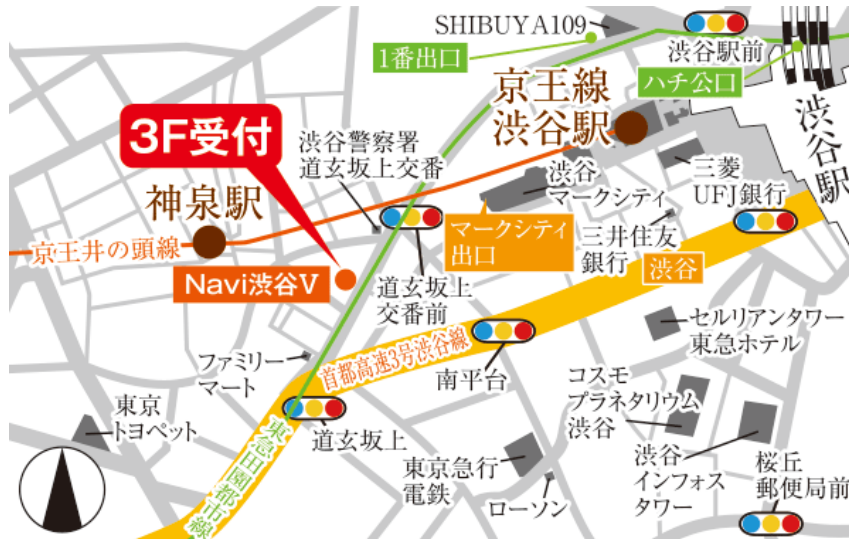 SHIBUYA109
1番出口
渋谷駅前
ハチ公口
京王線
渋谷駅
渋谷駅
3F受付
渋谷警察署
道玄坂上交番
渋谷
マークシティ
三菱
UFJ銀行
神泉駅
マークシティ
出口
三井住友
銀行
京王井の頭線
Navi渋谷V
道玄坂上
交番前
渋谷
セルリアンタワー
東急ホテル
ファミリー
マート
首都高速3号渋谷線
南平台
コスモ
プラネタリウム
渋谷
東京
トヨペット
道玄坂上
東急田園都市線
東京急行
電鉄
ローソン
渋谷
インフォス
タワー
桜丘
郵便局前